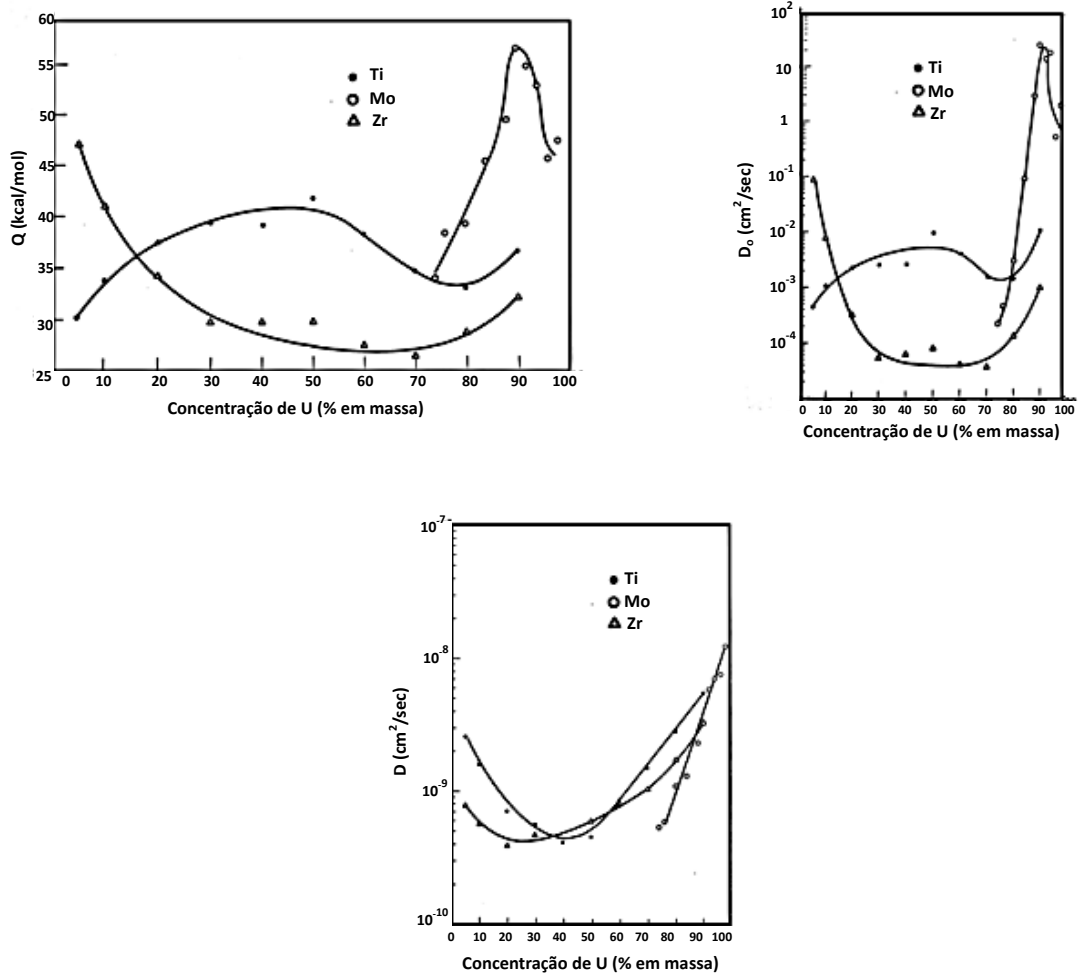 Q (kcal/mol)
60
55
50
45
40
35
30
25
Ti
Mo
Zr
0 10 20 30 40 50 60 70 80 90 100
Concentração de U (% em massa)
D₀ (cm²/sec)
10²
10
1
10⁻¹
10⁻²
10⁻³
10⁻⁴
Ti
Mo
Zr
0 10 20 30 40 50 60 70 80 90 100
Concentração de U (% em massa)
D (cm²/sec)
10⁻⁷
10⁻⁸
10⁻⁹
10⁻¹⁰
Ti
Mo
Zr
0 10 20 30 40 50 60 70 80 90 100
Concentração de U (% em massa)